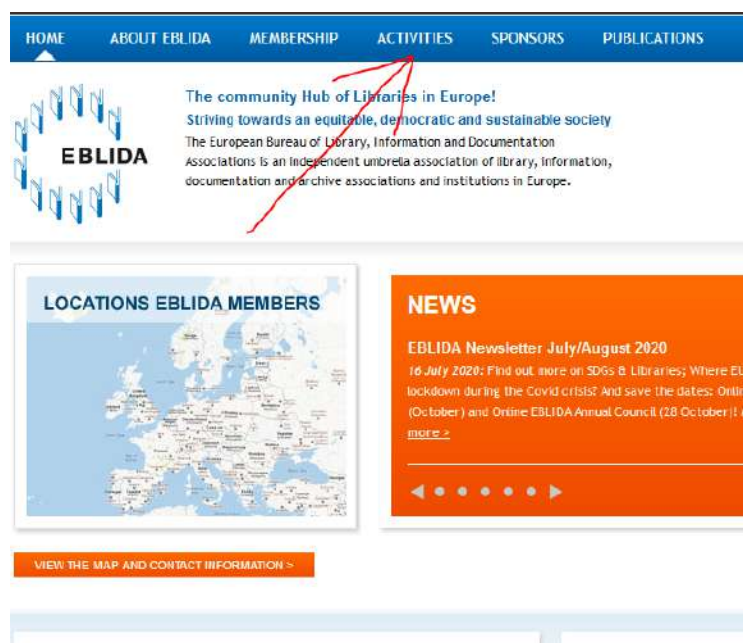 HOME ABOUT EBLIDA MEMBERSHIP ACTIVITIES SPONSORS PUBLICATIONS
EBLIDA
The community Hub of Libraries in Europe!
Striving towards an equitable, democratic and sustainable society
The European Bureau of Library, Information and Documentation
Associations is an independent umbrella association of library, information,
documentation and archive associations and institutions in Europe.
LOCATIONS EBLIDA MEMBERS
NEWS
EBLIDA Newsletter July/August 2020
16 July 2020: Find out more on SDGs & Libraries; Where EU
lockdown during the Covid crisis? And save the dates: Onlin
(October) and Online EBLIDA Annual Council (28 October)!
more >
VIEW THE MAP AND CONTACT INFORMATION >